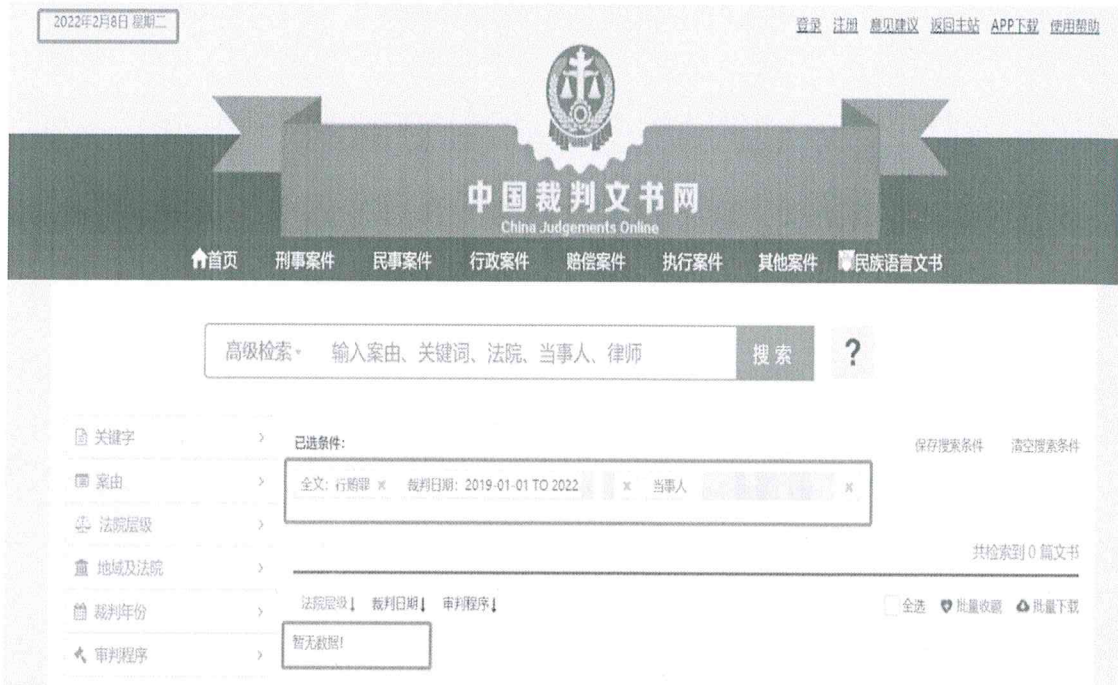 2022年2月8日 星期二
登录 注册 意见建议 返回主站 APP下载 使用帮助
中国裁判文书网
China Judgements Online
首页 刑事案件 民事案件 行政案件 赔偿案件 执行案件 其他案件 民族语言文书
高级检索 输入案由、关键词、法院、当事人、律师 搜索 ?
关键字
已选条件:
保存搜索条件 清空搜索条件
案由
全文: 行贿罪 × 裁判日期: 2019-01-01 TO 2022 × 当事人 ×
法院层级
共检索到 0 篇文书
地域及法院
法院层级 裁判日期 审判程序
全选 批量收藏 批量下载
裁判年份
暂无数据!
审判程序